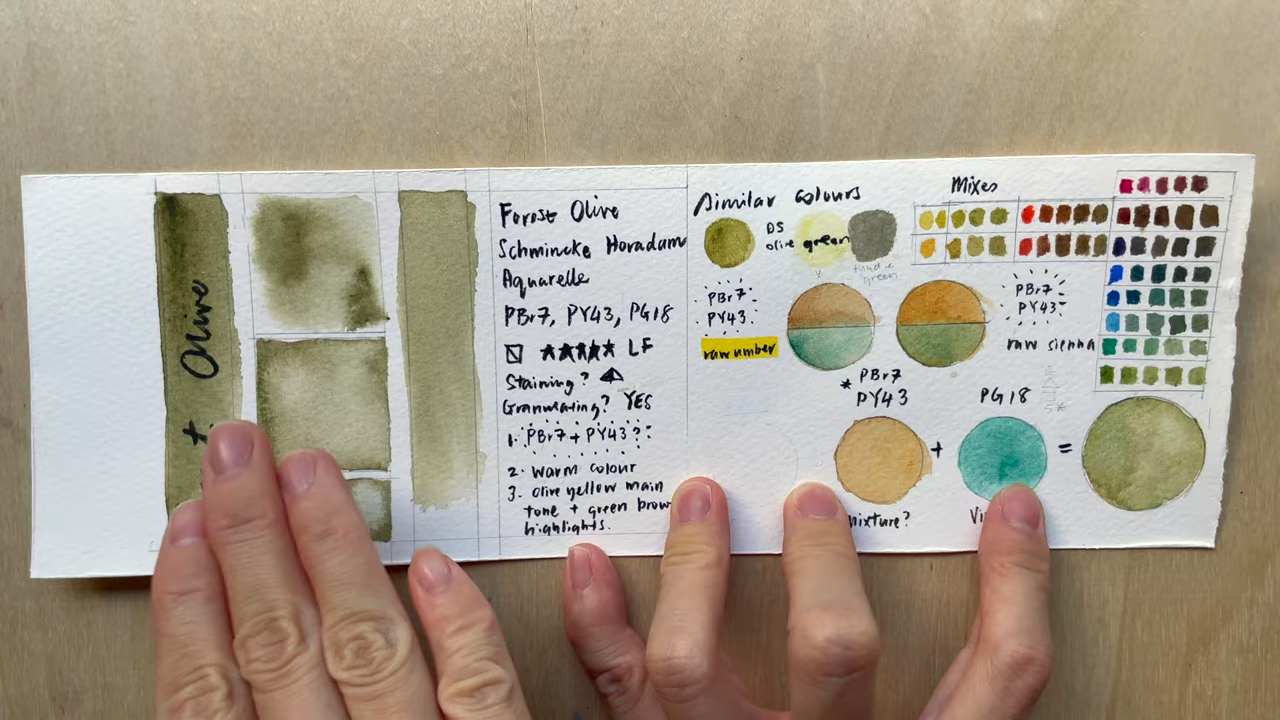 Olive
Forest Olive
Schmincke Horadam
Aquarelle
PBr7, PY43, PG18
★★★★★ LF
Staining?
Granulating? YES
1. PBr7 + PY43?
2. warm colour
3. olive yellow main
tone + green brown
highlights.
Similar colours
DS
olive green
green
PBr7
PY43
raw umber
Mixes
PBr7
PY43
raw sienna
* PBr7
PY43
PG18
+
=
mixture?